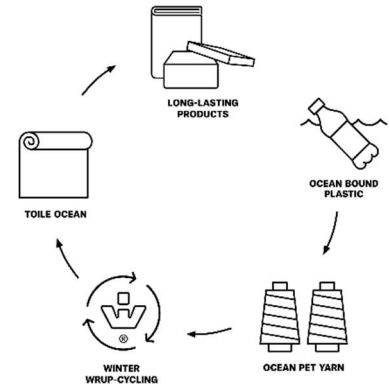 LONG-LASTING
PRODUCTS
OCEAN BOUND
PLASTIC
OCEAN PET YARN
WINTER
WRUP-CYCLING
®
TOILE OCEAN